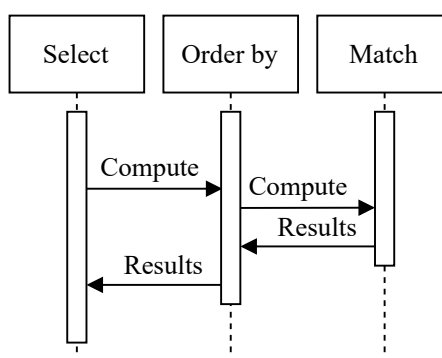 Select
Order by
Match
Compute
Compute
Results
Results